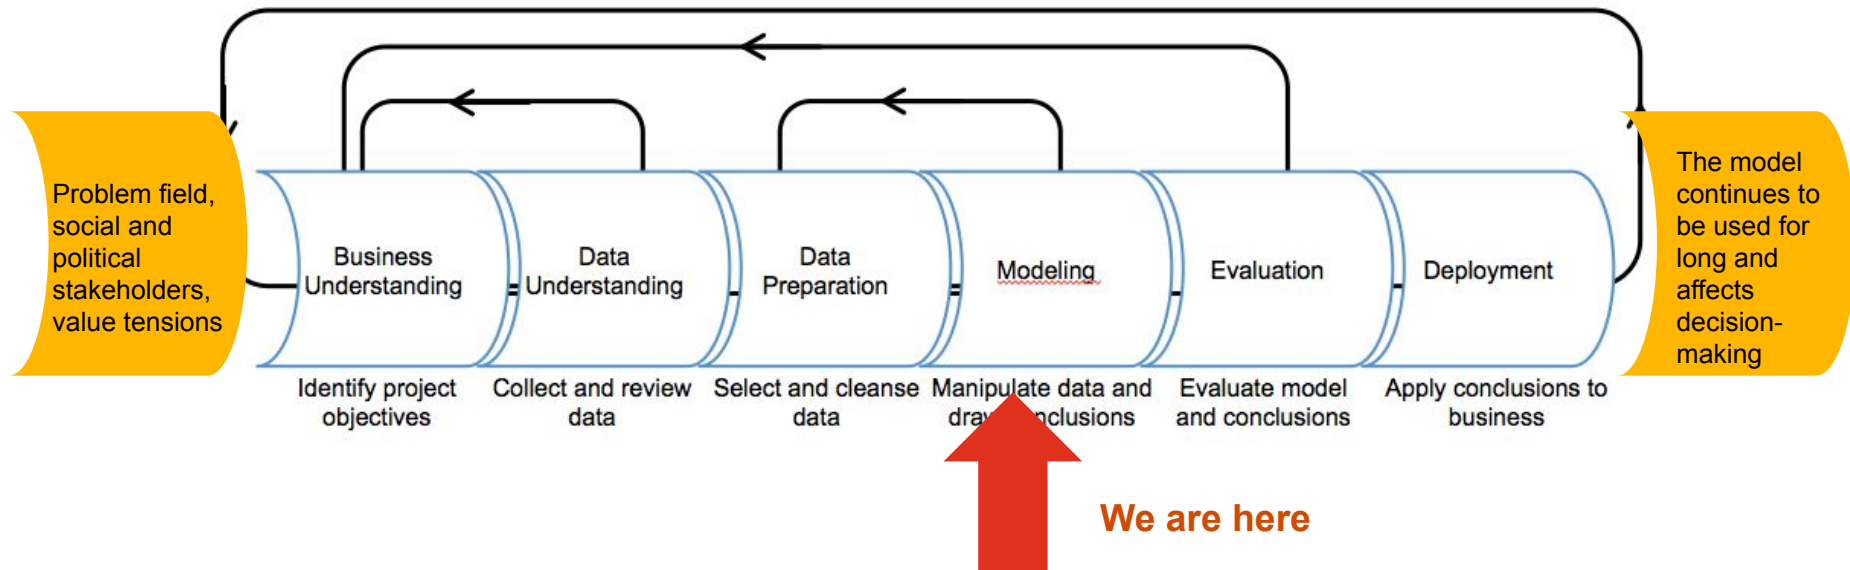 Problem field,
social and
political
stakeholders,
value tensions
Business
Understanding
Data
Understanding
Data
Preparation
Modeling
Evaluation
Deployment
The model
continues to
be used for
long and
affects
decision-
making
Identify project
objectives
Collect and review
data
Select and cleanse
data
Manipulate data and
Evaluate model
and conclusions
Apply conclusions to
business
We are here